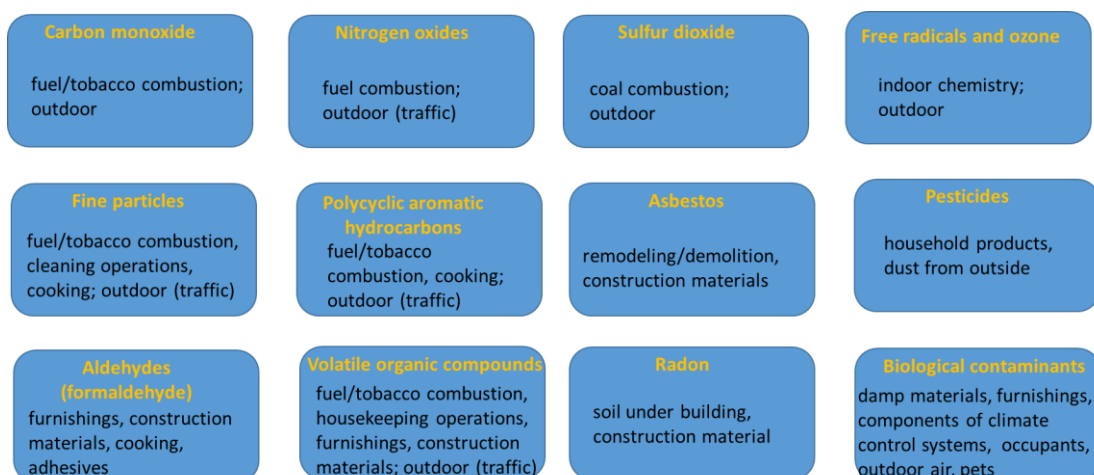 Carbon monoxide
fuel/tobacco combustion;
outdoor
Nitrogen oxides
fuel combustion;
outdoor (traffic)
Sulfur dioxide
coal combustion;
outdoor
Free radicals and ozone
indoor chemistry;
outdoor
Fine particles
fuel/tobacco combustion,
cleaning operations,
cooking; outdoor (traffic)
Polycyclic aromatic
hydrocarbons
fuel/tobacco
combustion, cooking;
outdoor (traffic)
Asbestos
remodeling/demolition,
construction materials
Pesticides
household products,
dust from outside
Aldehydes
(formaldehyde)
furnishings, construction
materials, cooking,
adhesives
Volatile organic compounds
fuel/tobacco combustion,
housekeeping operations,
furnishings, construction
materials; outdoor (traffic)
Radon
soil under building,
construction material
Biological contaminants
damp materials, furnishings,
components of climate
control systems, occupants,
outdoor air, pets